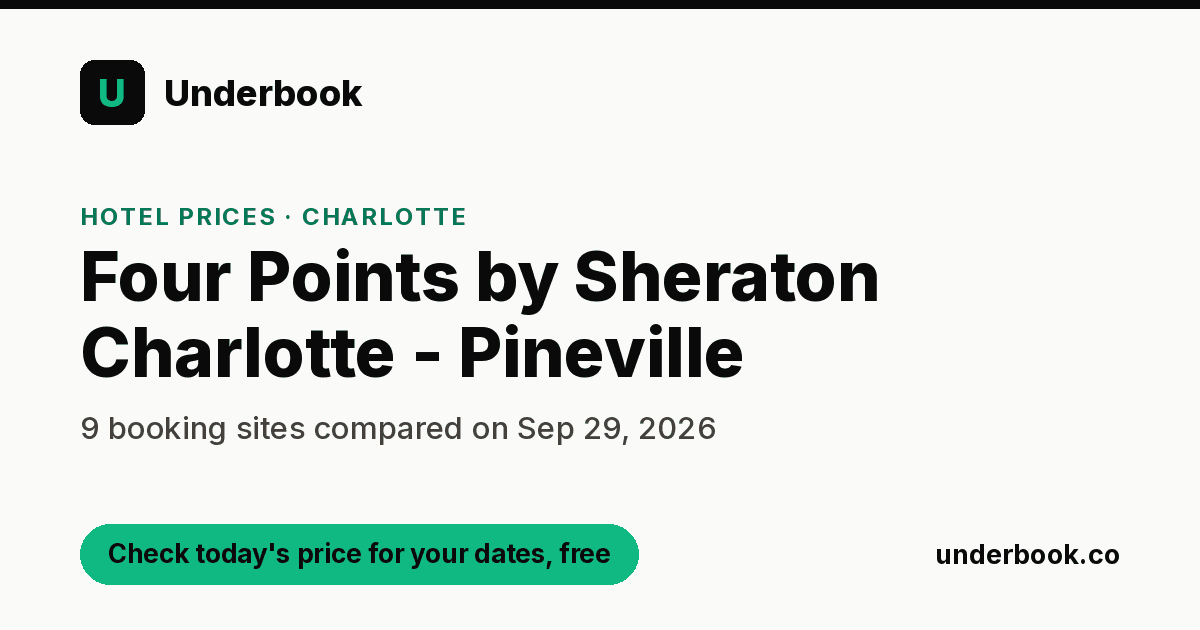 U Underbook
HOTEL PRICES · CHARLOTTE
Four Points by Sheraton
Charlotte - Pineville
9 booking sites compared on Sep 29, 2026
Check today's price for your dates, free
underbook.co